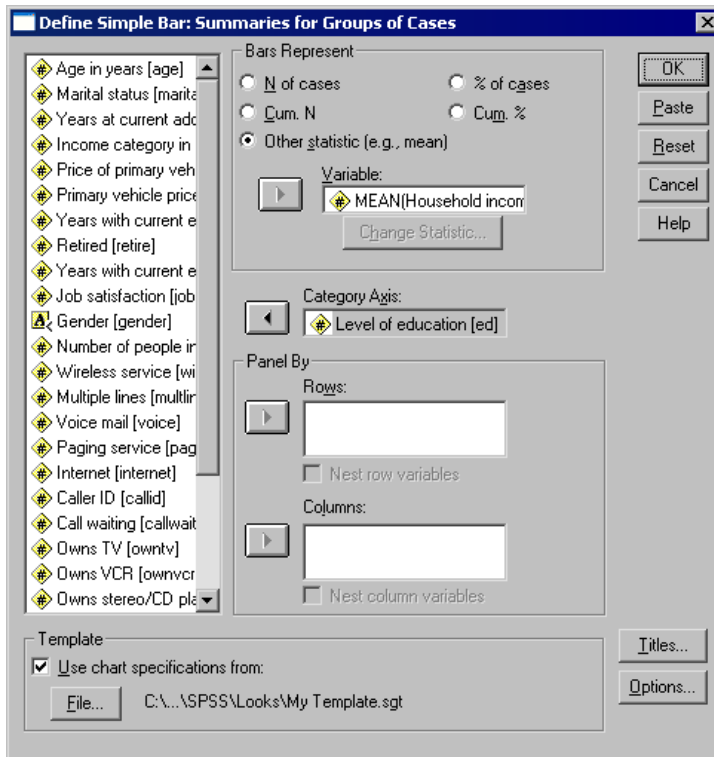 Define Simple Bar: Summaries for Groups of Cases
Age in years [age]
Marital status [marita
Years at current add
Income category in
Price of primary veh
Primary vehicle price
Years with current e
Retired [retire]
Years with current e
Job satisfaction [job
Gender [gender]
Number of people in
Wireless service [wi
Multiple lines [multlin
Voice mail [voice]
Paging service [pag
Internet [internet]
Caller ID [callid]
Call waiting [callwait
Owns TV [owntv]
Owns VCR [ownvcr
Owns stereo/CD pla
Bars Represent
N of cases
% of cases
Cum. N
Cum. %
Other statistic (e.g., mean)
Variable:
MEAN(Household incom
Change Statistic...
Category Axis:
Level of education [ed]
Panel By
Rows:
Nest row variables
Columns:
Nest column variables
OK
Paste
Reset
Cancel
Help
Template
Use chart specifications from:
File...
C:\...\SPSS\Looks\My Template.sgt
Titles...
Options...